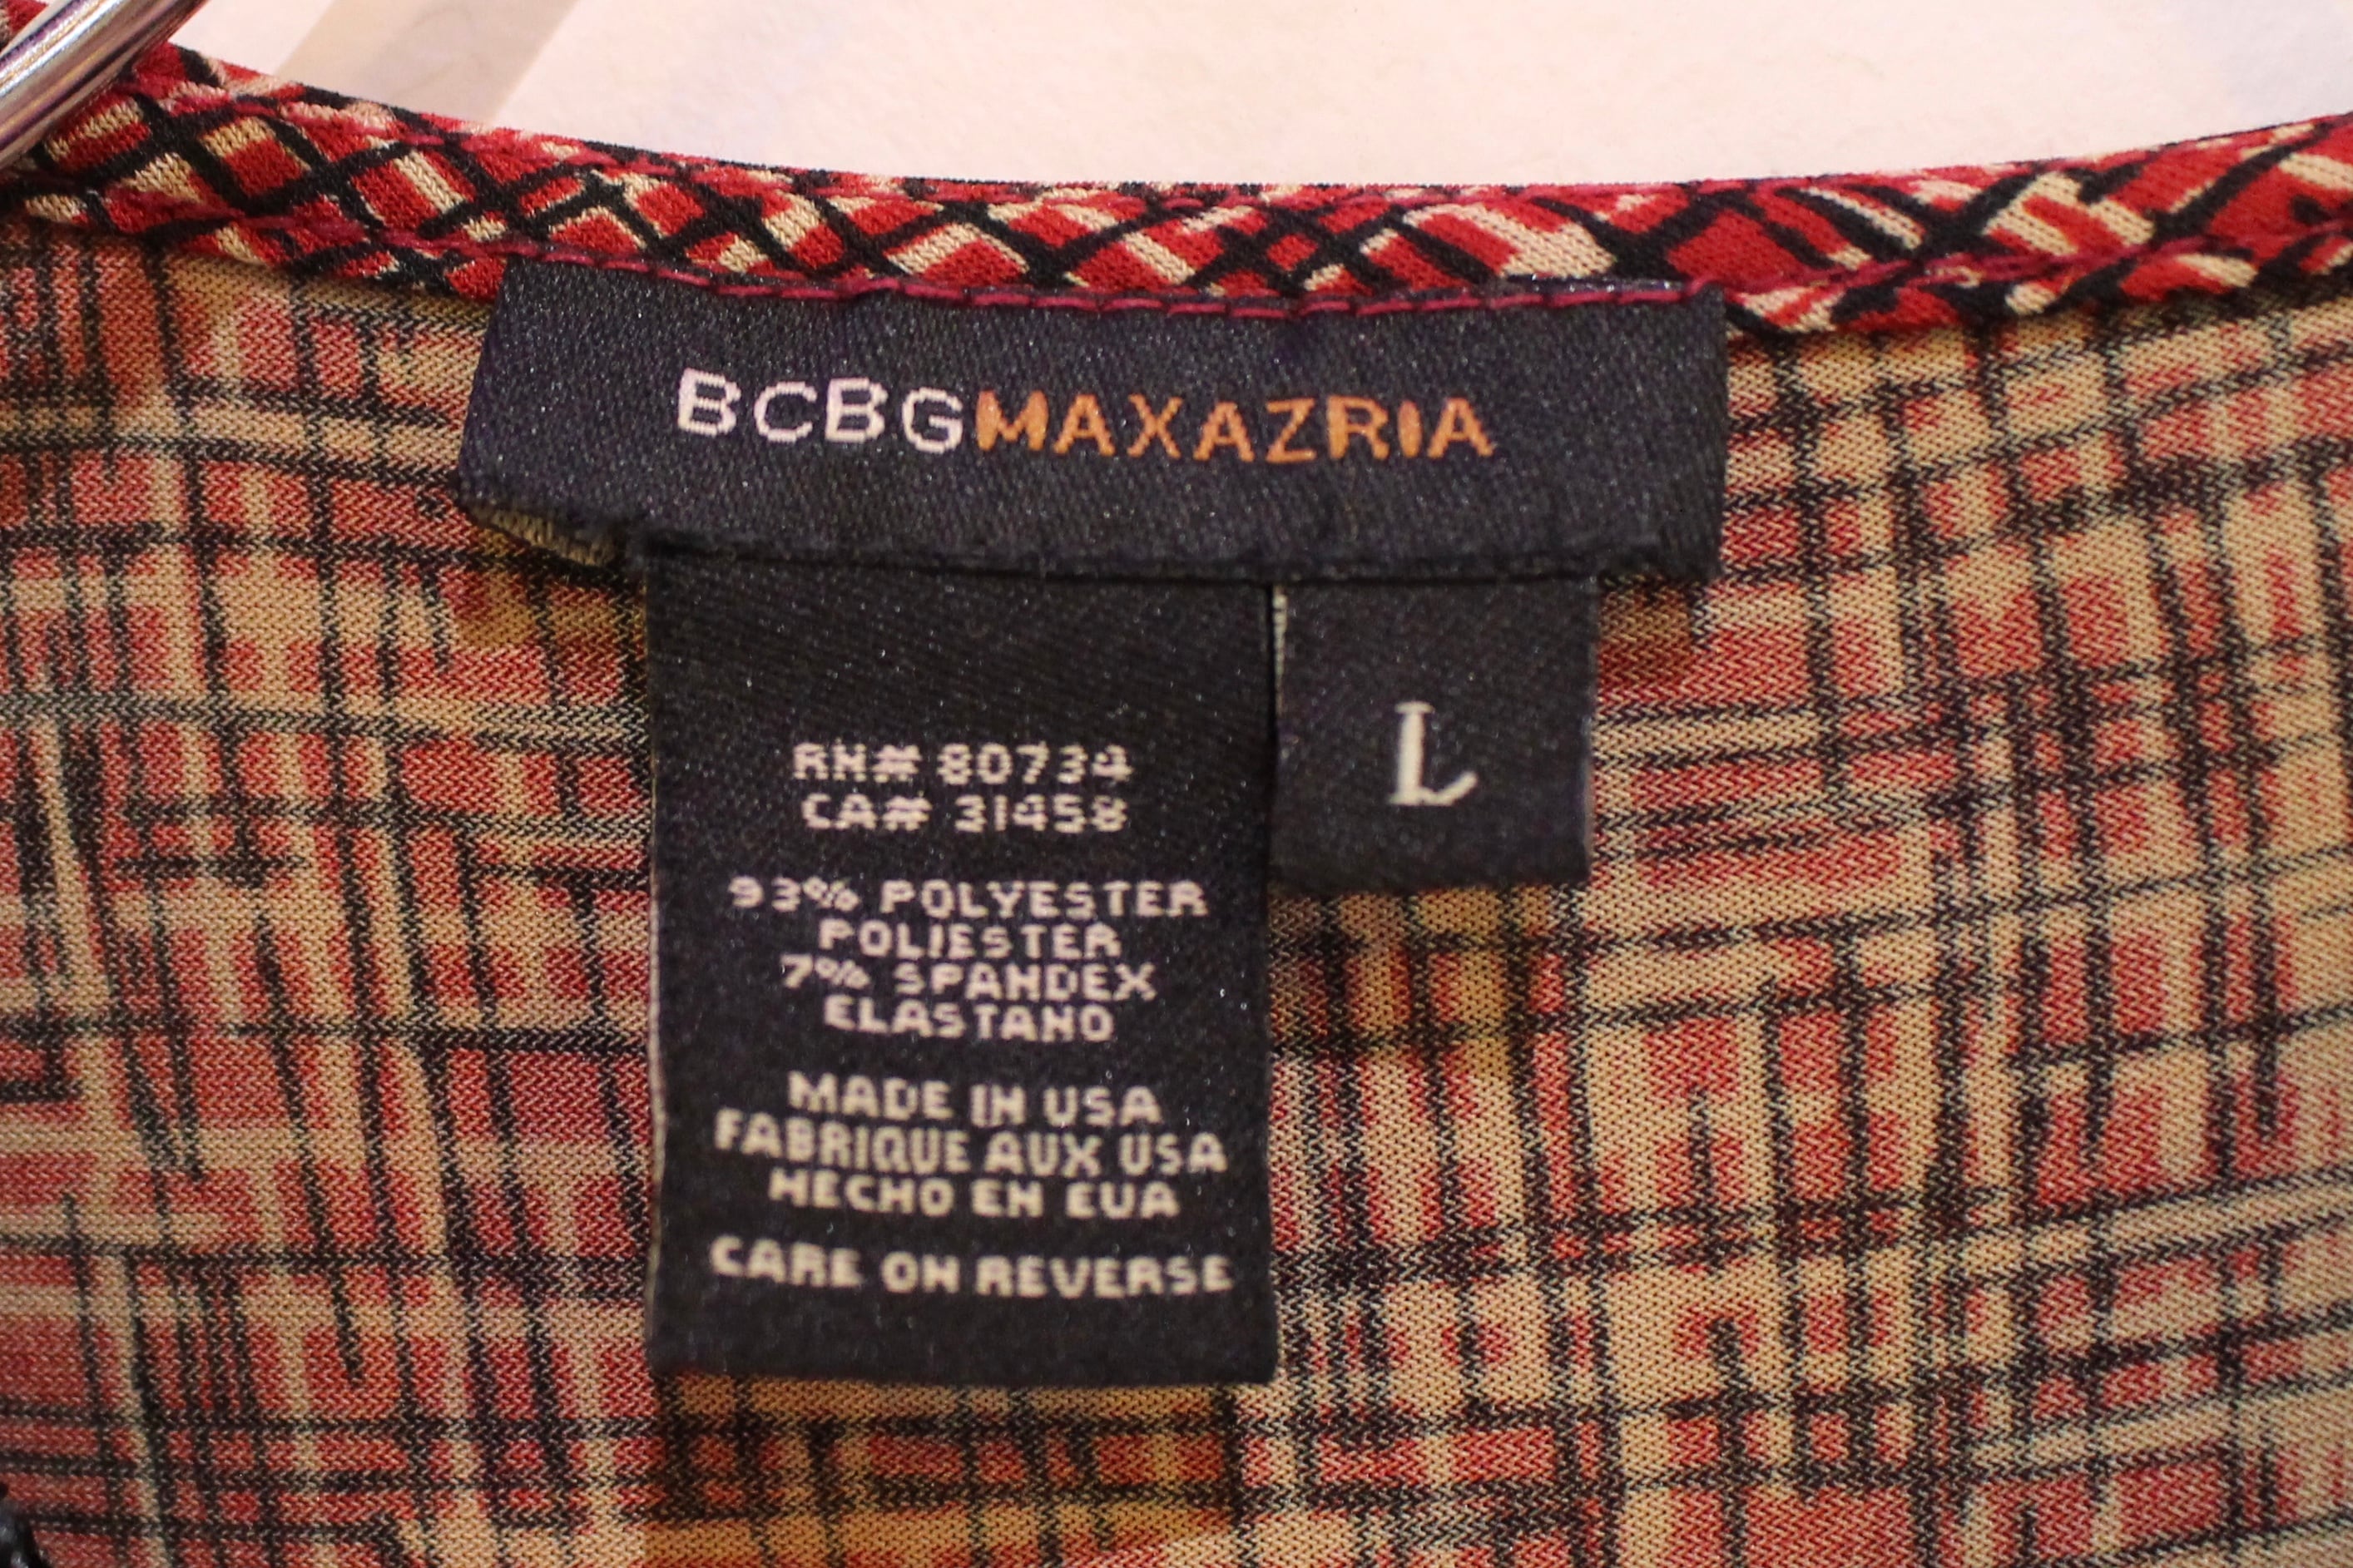 BCBGMAXAZRIA
L
RN# 80734
CA# 31458
93% POLYESTER
POLIESTER
7% SPANDEX
ELASTANO
MADE IN USA
FABRIQUE AUX USA
HECHO EN EUA
CARE ON REVERSE